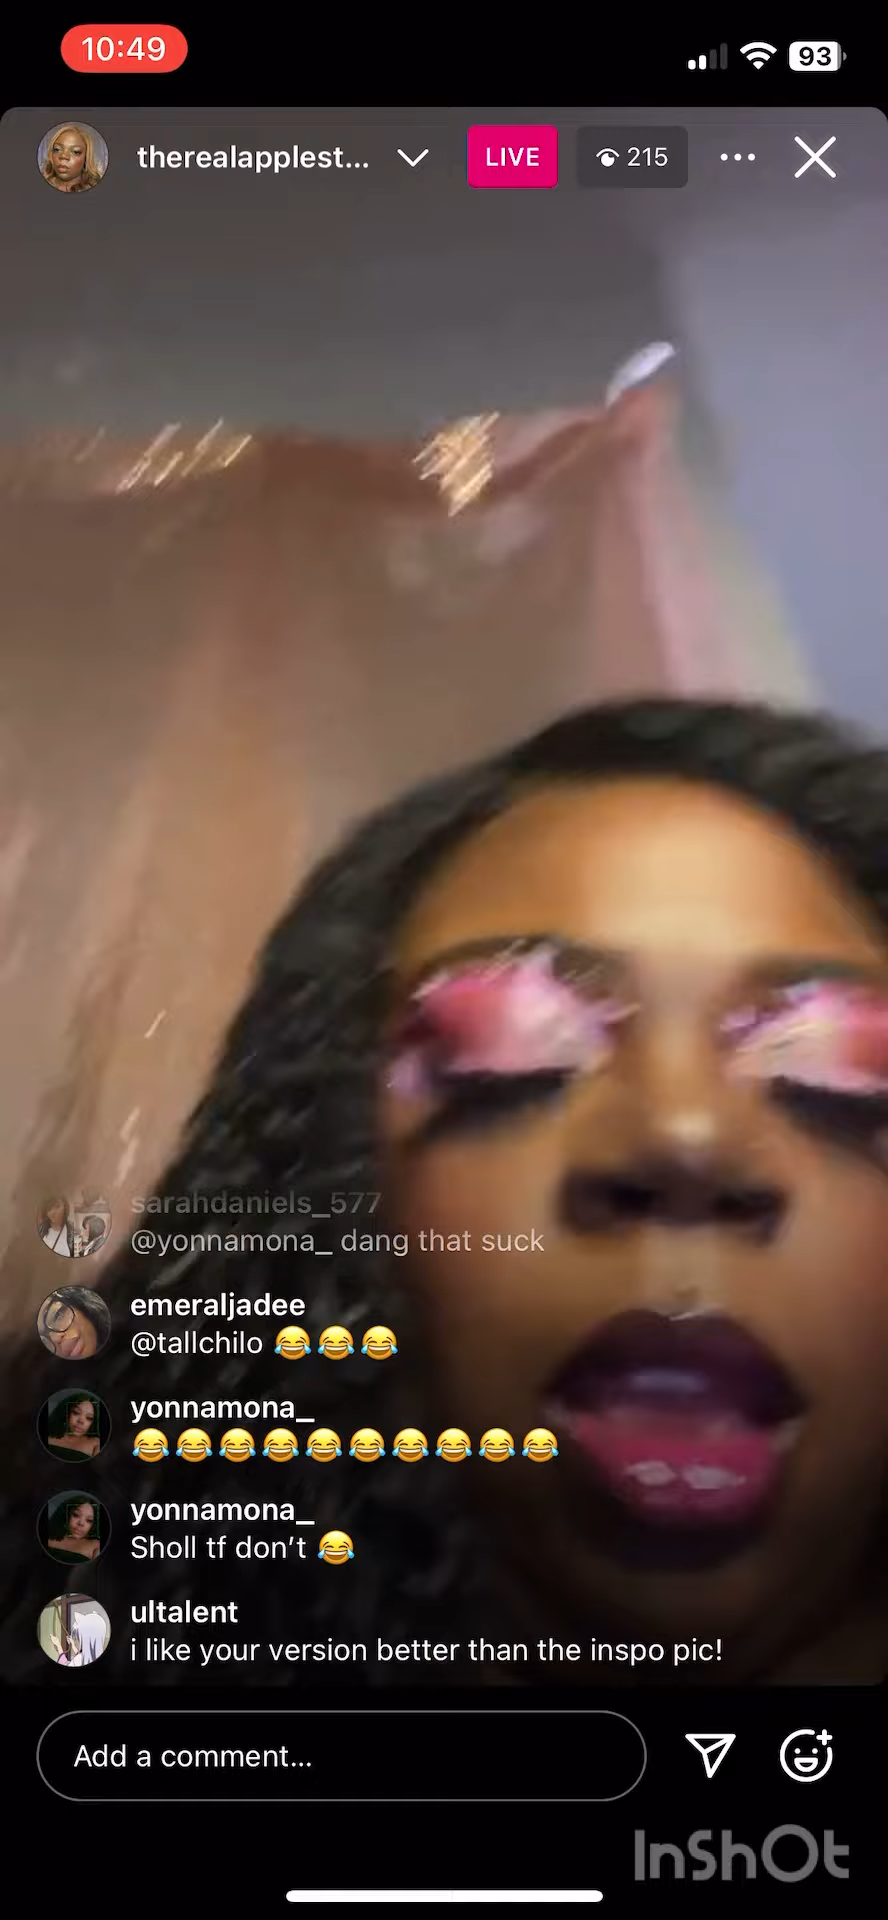 10:49
93
therealapplest...
LIVE
215
sarahdaniels_577
@yonnamona_ dang that suck
emeraljadee
@tallchilo 😂😂😂
yonnamona_
😂😂😂😂😂😂😂😂😂😂
yonnamona_
Sholl tf don’t 😂
ultalent
i like your version better than the inspo pic!
Add a comment...
InShOt